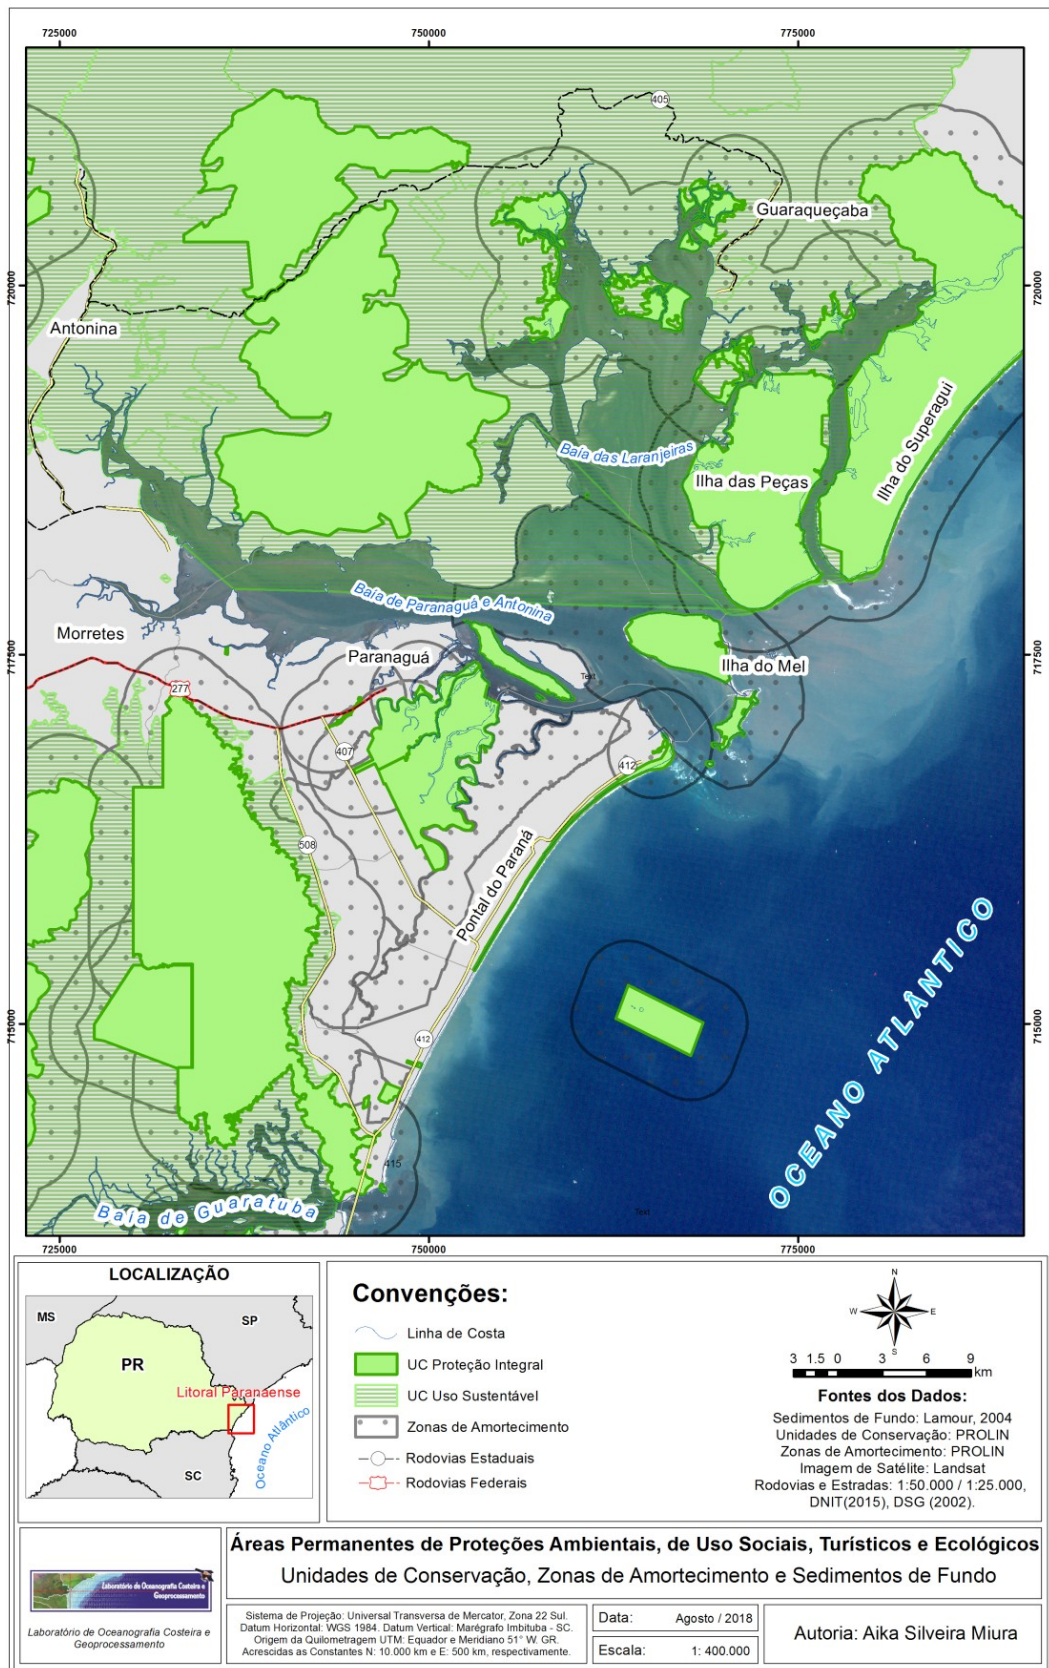 725000
750000
775000
405
Guaraqueçaba
720000
720000
Antonina
Baía das Laranjeiras
Ilha das Peças
Ilha do Superagui
Baía de Paranaguá e Antonina
Morretes
Paranaguá
717500
717500
Ilha do Mel
Text
277
407
412
508
Pontal do Paraná
OCEANO ATLÂNTICO
715000
715000
412
415
Baía de Guaratuba
Text
725000
750000
775000
LOCALIZAÇÃO
MS
SP
PR
Litoral Paranaense
Oceano Atlântico
SC
Convenções:
Linha de Costa
UC Proteção Integral
UC Uso Sustentável
Zonas de Amortecimento
Rodovias Estaduais
Rodovias Federais
N
W
E
S
3 1.5 0 3 6 9
km
Fontes dos Dados:
Sedimentos de Fundo: Lamour, 2004
Unidades de Conservação: PROLIN
Zonas de Amortecimento: PROLIN
Imagem de Satélite: Landsat
Rodovias e Estradas: 1:50.000 / 1:25.000,
DNIT(2015), DSG (2002).
Laboratório de Oceanografia Costeira e
Geoprocessamento
Laboratório de Oceanografia Costeira e
Geoprocessamento
Áreas Permanentes de Proteções Ambientais, de Uso Sociais, Turísticos e Ecológicos
Unidades de Conservação, Zonas de Amortecimento e Sedimentos de Fundo
Sistema de Projeção: Universal Transversa de Mercator, Zona 22 Sul.
Datum Horizontal: WGS 1984. Datum Vertical: Marégrafo Imbituba - SC.
Origem da Quilometragem UTM: Equador e Meridiano 51° W. GR.
Acrescidas as Constantes N: 10.000 km e E: 500 km, respectivamente.
Data: Agosto / 2018
Escala: 1: 400.000
Autoria: Aika Silveira Miura